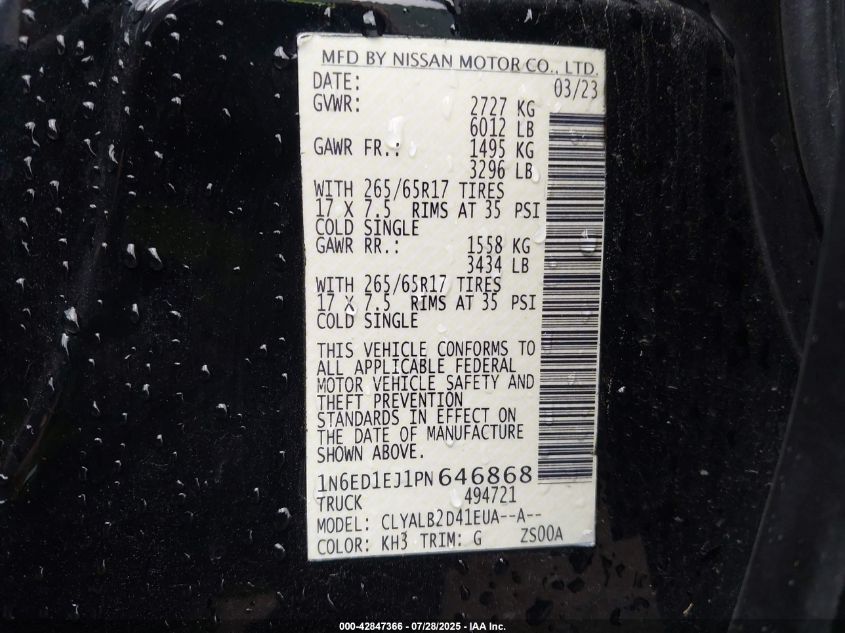 MFD BY NISSAN MOTOR CO., LTD.
DATE: 03/23
GVWR: 2727 KG
6012 LB
GAWR FR.: 1495 KG
3296 LB
WITH 265/65R17 TIRES
17 X 7.5 RIMS AT 35 PSI
COLD SINGLE
GAWR RR.: 1558 KG
3434 LB
WITH 265/65R17 TIRES
17 X 7.5 RIMS AT 35 PSI
COLD SINGLE
THIS VEHICLE CONFORMS TO
ALL APPLICABLE FEDERAL
MOTOR VEHICLE SAFETY AND
THEFT PREVENTION
STANDARDS IN EFFECT ON
THE DATE OF MANUFACTURE
SHOWN ABOVE.
1N6ED1EJ1PN646868
TRUCK 494721
MODEL: CLYALB2D41EUA--A--
COLOR: KH3 TRIM: G ZS00A
000-42847366 - 07/28/2025 - IAA Inc.